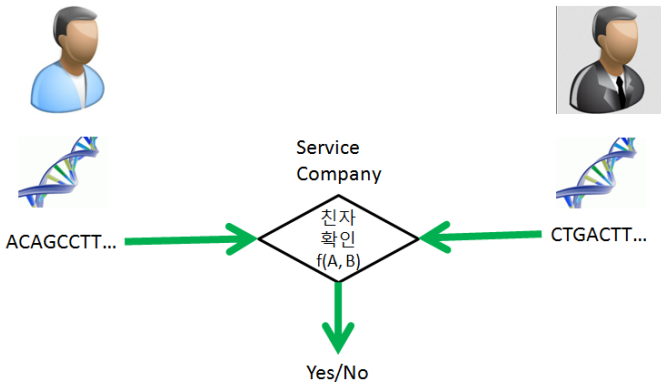 Service
Company
친자
확인
f(A, B)
ACAGCCTT...
CTGACTT...
Yes/No